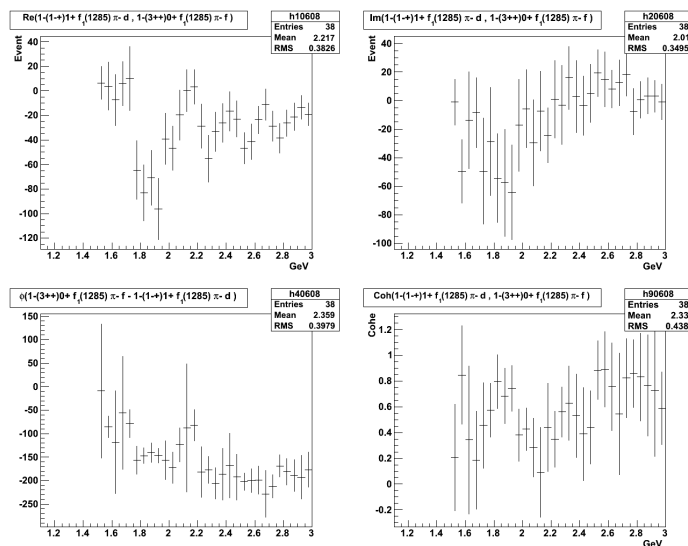 Re(1-(1-+)1+ f1(1285) π- d , 1-(3++)0+ f1(1285) π- f )
h10608
Entries 38
Mean 2.217
RMS 0.3826
Event
40
20
0
-20
-40
-60
-80
-100
-120
1.2 1.4 1.6 1.8 2 2.2 2.4 2.6 2.8 3
GeV
Im(1-(1-+)1+ f1(1285) π- d , 1-(3++)0+ f1(1285) π- f )
h20608
Entries 38
Mean 2.01
RMS 0.3495
Event
40
20
0
-20
-40
-60
-80
-100
1.2 1.4 1.6 1.8 2 2.2 2.4 2.6 2.8 3
GeV
ϕ(1-(3++)0+ f1(1285) π- f - 1-(1-+)1+ f1(1285) π- d )
h40608
Entries 38
Mean 2.359
RMS 0.3979
150
100
50
0
-50
-100
-150
-200
-250
1.2 1.4 1.6 1.8 2 2.2 2.4 2.6 2.8 3
Coh(1-(1-+)1+ f1(1285) π- d , 1-(3++)0+ f1(1285) π- f )
h90608
Entries 38
Mean 2.33
RMS 0.438
Cohe
1.2
1
0.8
0.6
0.4
0.2
0
-0.2
1.2 1.4 1.6 1.8 2 2.2 2.4 2.6 2.8 3
GeV